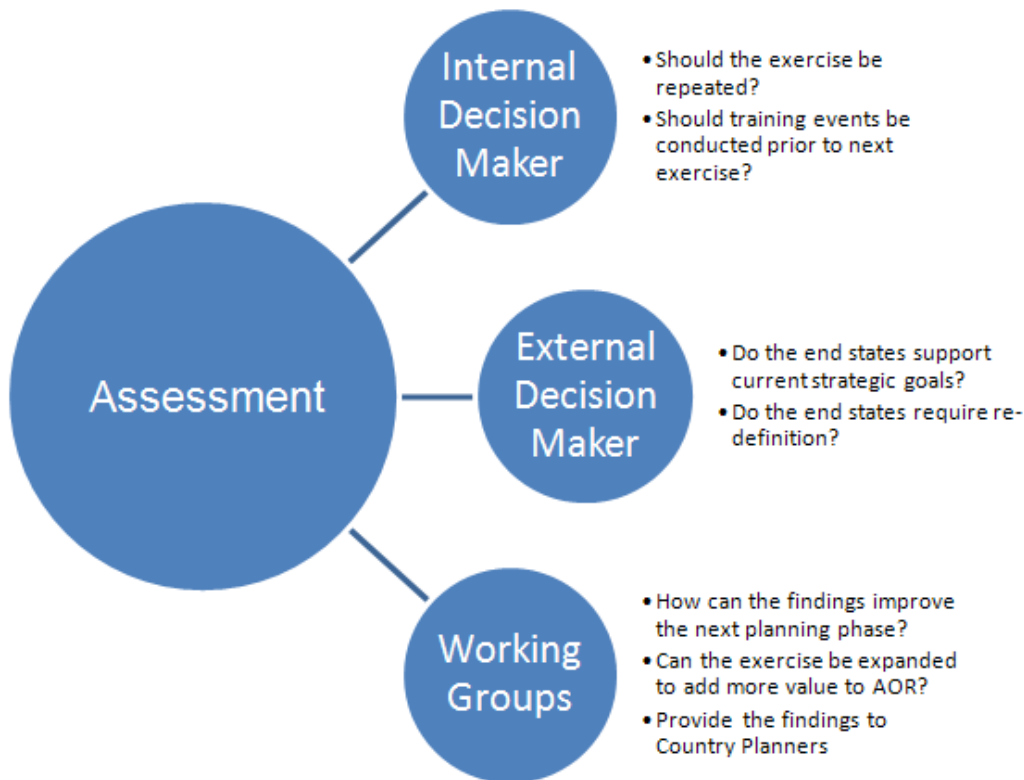 Assessment
Internal
Decision
Maker
• Should the exercise be
repeated?
• Should training events be
conducted prior to next
exercise?
External
Decision
Maker
• Do the end states support
current strategic goals?
• Do the end states require re-
definition?
Working
Groups
• How can the findings improve
the next planning phase?
• Can the exercise be expanded
to add more value to AOR?
• Provide the findings to
Country Planners